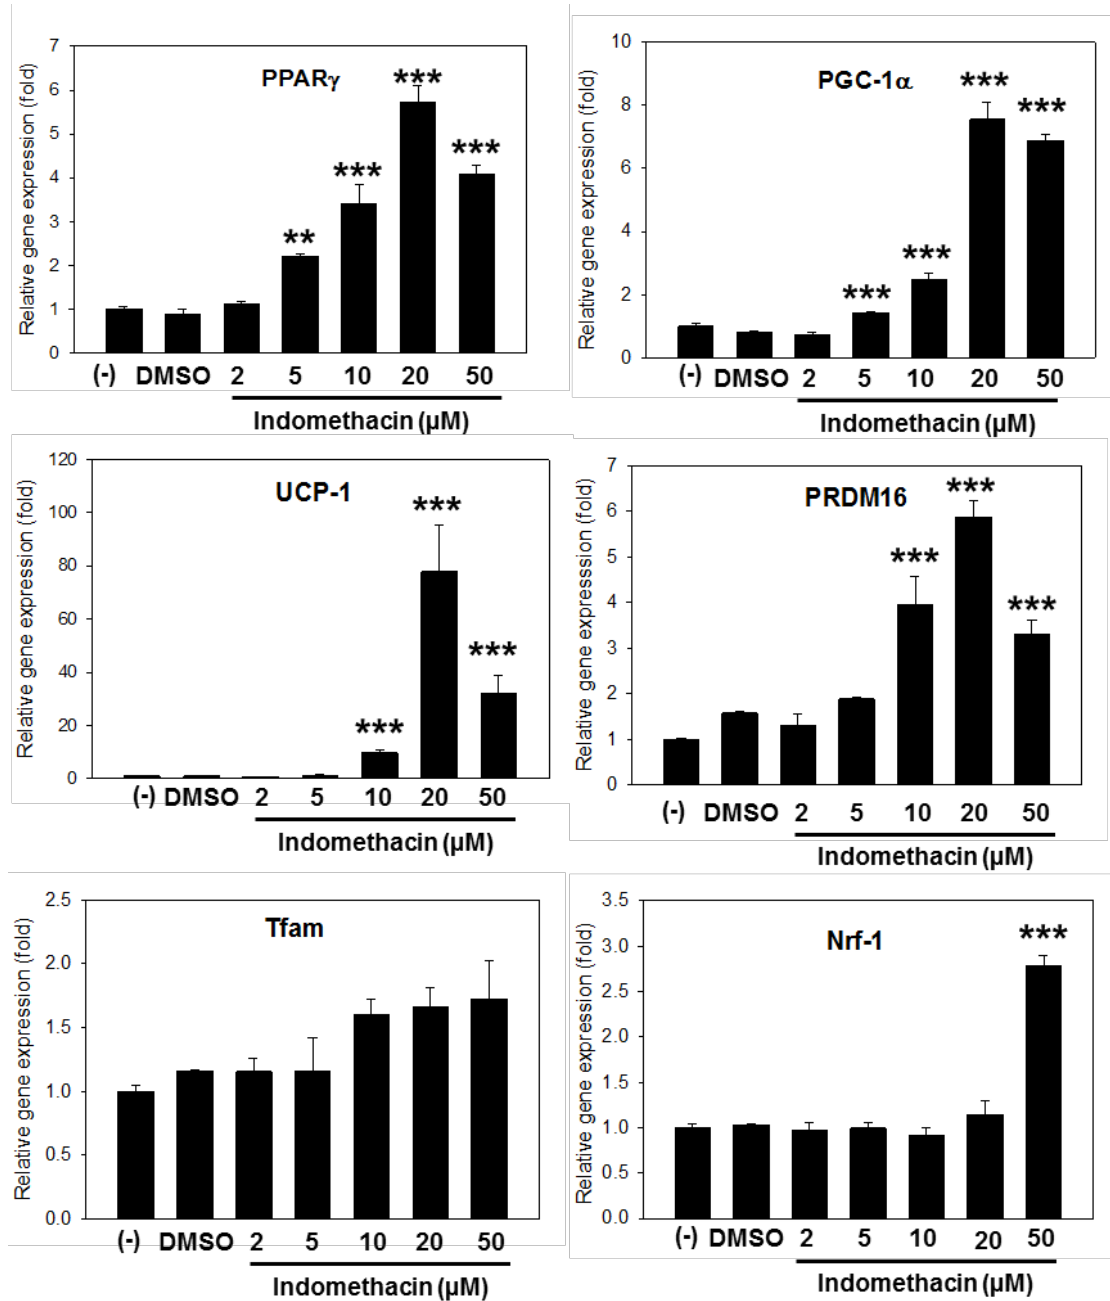 Relative gene expression (fold)
7
6
5
4
3
2
1
0
PPARγ
**
***
***
***
(-) DMSO 2 5 10 20 50
Indomethacin (µM)
Relative gene expression (fold)
10
8
6
4
2
0
PGC-1α
***
***
***
***
(-) DMSO 2 5 10 20 50
Indomethacin (µM)
Relative gene expression (fold)
120
100
80
60
40
20
0
UCP-1
***
***
***
(-) DMSO 2 5 10 20 50
Indomethacin (µM)
Relative gene expresssion (fold)
7
6
5
4
3
2
1
0
PRDM16
***
***
***
(-) DMSO 2 5 10 20 50
Indomethacin (µM)
Relative gene expression (fold)
2.5
2.0
1.5
1.0
0.5
0.0
Tfam
(-) DMSO 2 5 10 20 50
Indomethacin (µM)
Relative gene expression (fold)
3.5
3.0
2.5
2.0
1.5
1.0
0.5
0.0
Nrf-1
***
(-) DMSO 2 5 10 20 50
Indomethacin (µM)